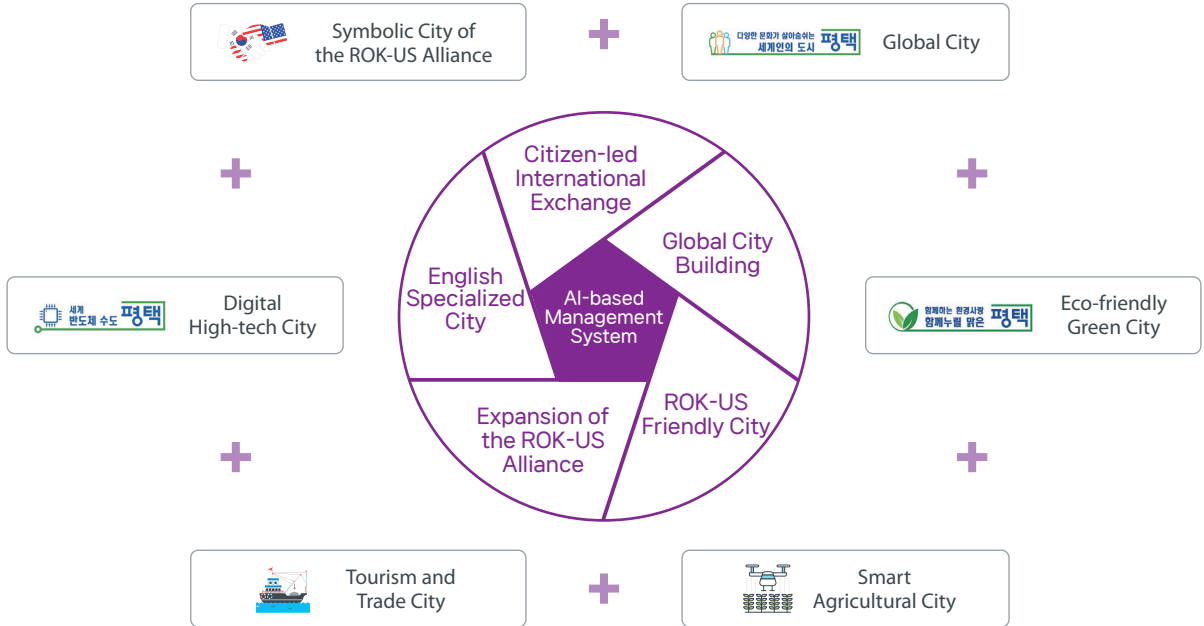 Symbolic City of
the ROK-US Alliance
다양한 문화가 살아숨쉬는
세계인의 도시 평택
Global City
Citizen-led
International
Exchange
Global City
Building
English
Specialized
City
AI-based
Management
System
세계
반도체 수도 평택
Digital
High-tech City
함께하는 환경사랑
함께누릴 맑은 평택
Eco-friendly
Green City
ROK-US
Friendly City
Expansion of
the ROK-US
Alliance
Tourism and
Trade City
Smart
Agricultural City